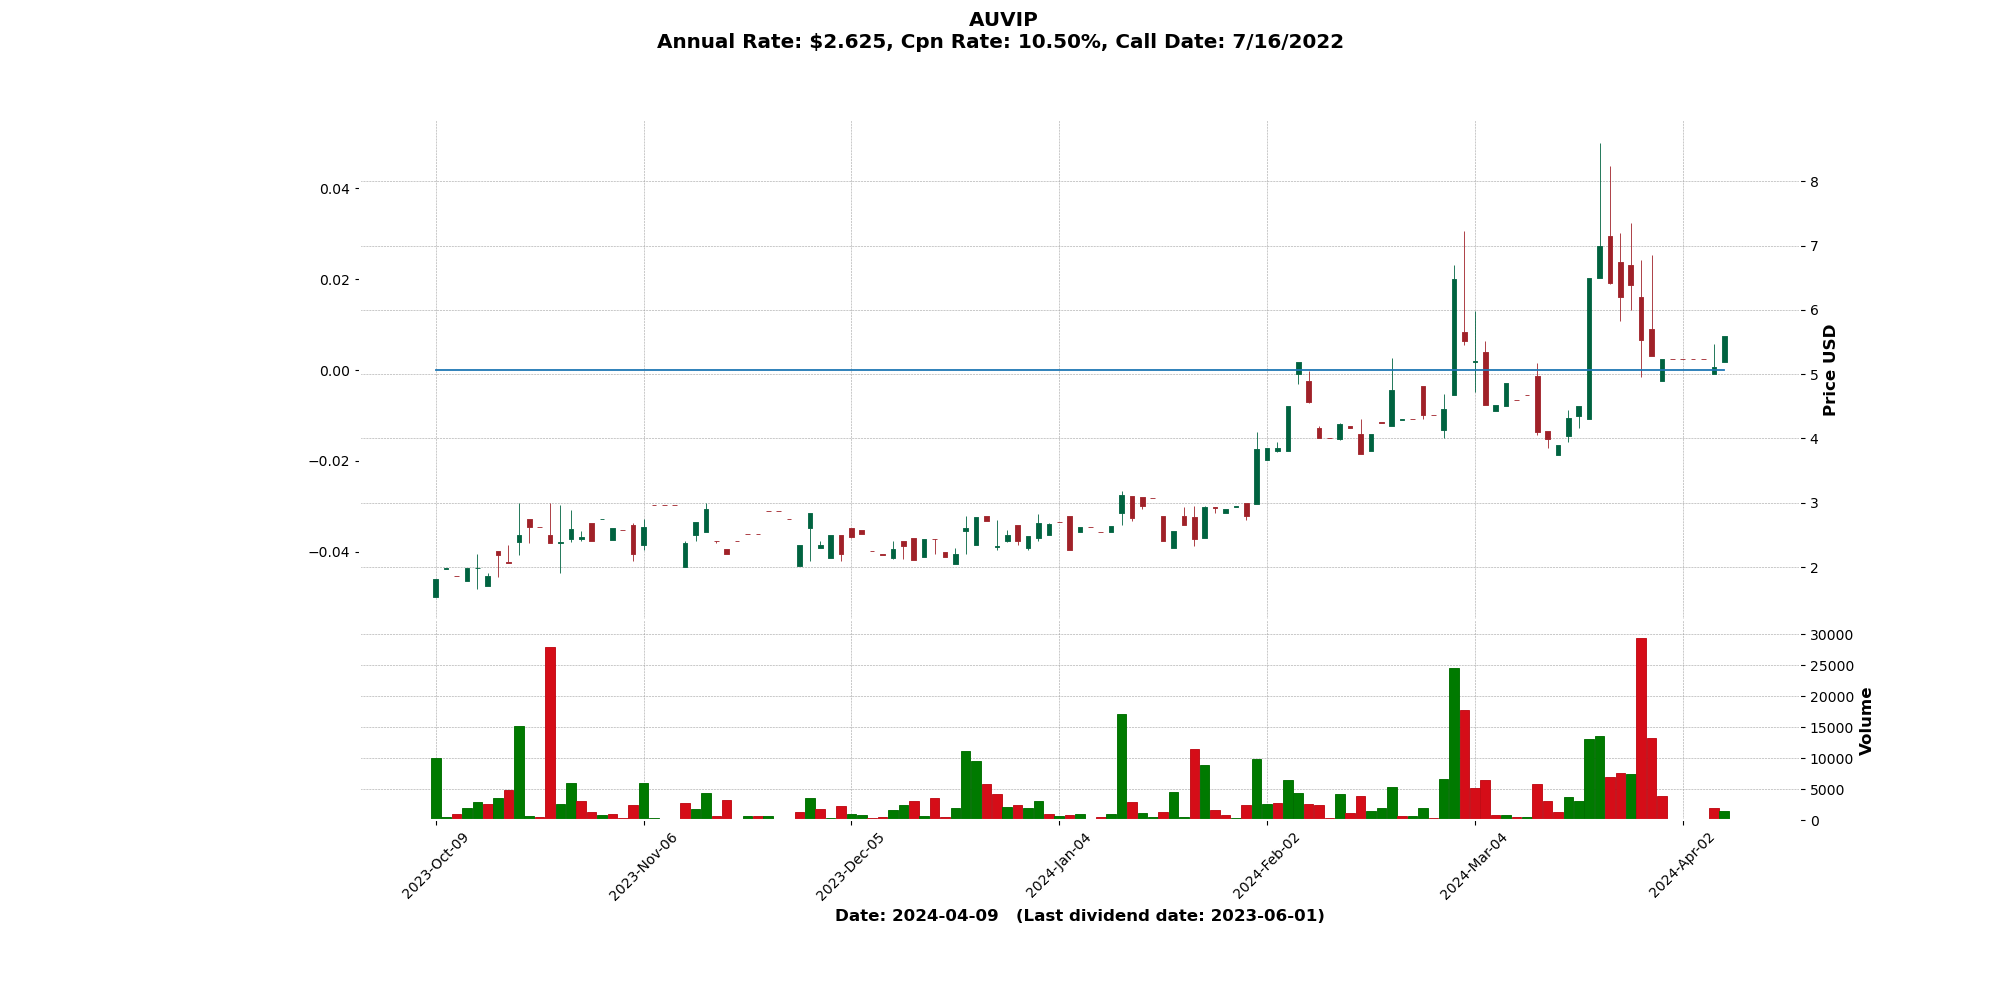 AUVIP
Annual Rate: $2.625, Cpn Rate: 10.50%, Call Date: 7/16/2022
0.04
0.02
0.00
−0.02
−0.04
8
7
6
5
4
3
2
Price USD
30000
25000
20000
15000
10000
5000
0
Volume
2023-Oct-09
2023-Nov-06
2023-Dec-05
2024-Jan-04
2024-Feb-02
2024-Mar-04
2024-Apr-02
Date: 2024-04-09   (Last dividend date: 2023-06-01)